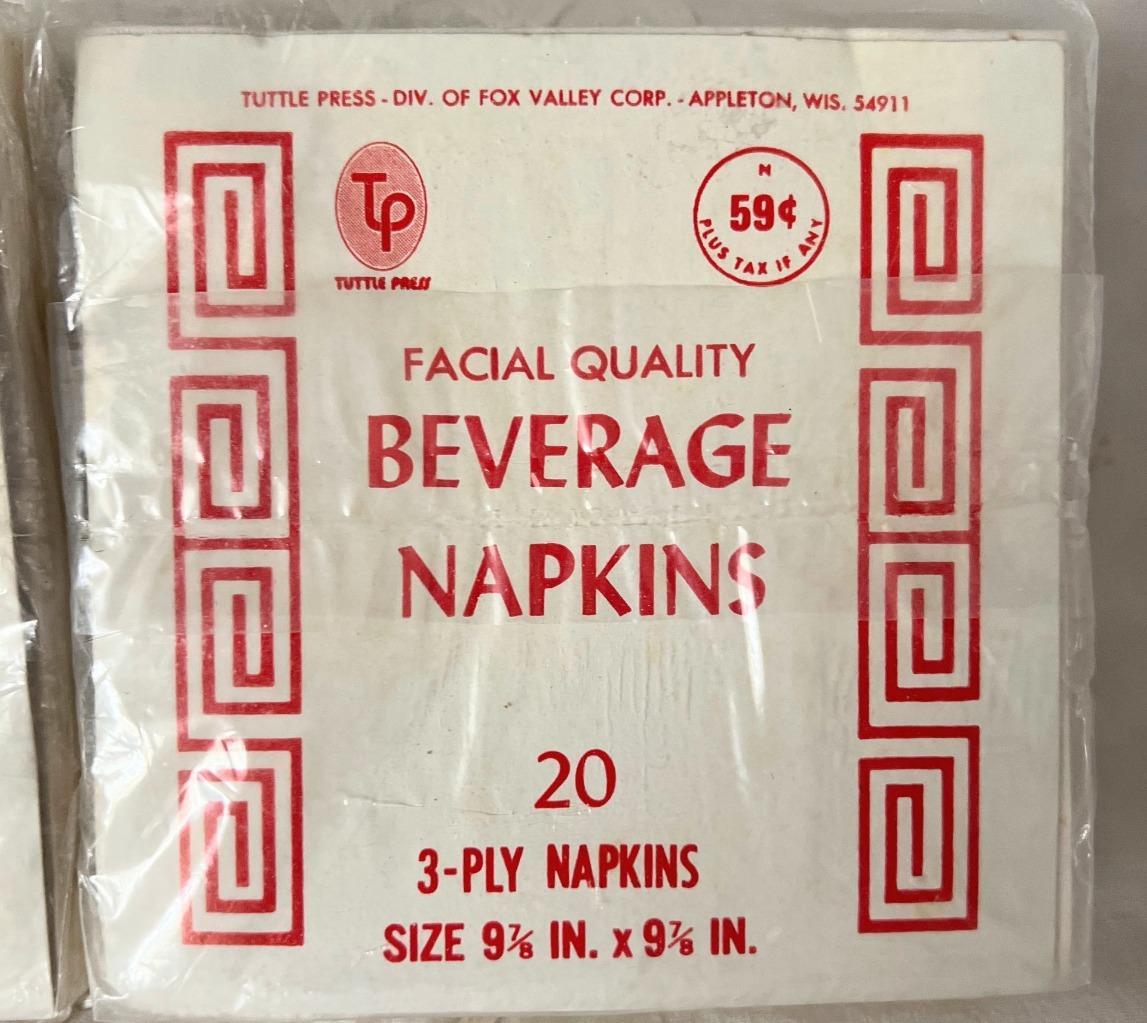 TUTTLE PRESS - DIV. OF FOX VALLEY CORP. - APPLETON, WIS. 54911
TP
TUTTLE PRESS
N
59¢
PLUS TAX IF ANY
FACIAL QUALITY
BEVERAGE
NAPKINS
20
3-PLY NAPKINS
SIZE 9⅞ IN. x 9⅞ IN.